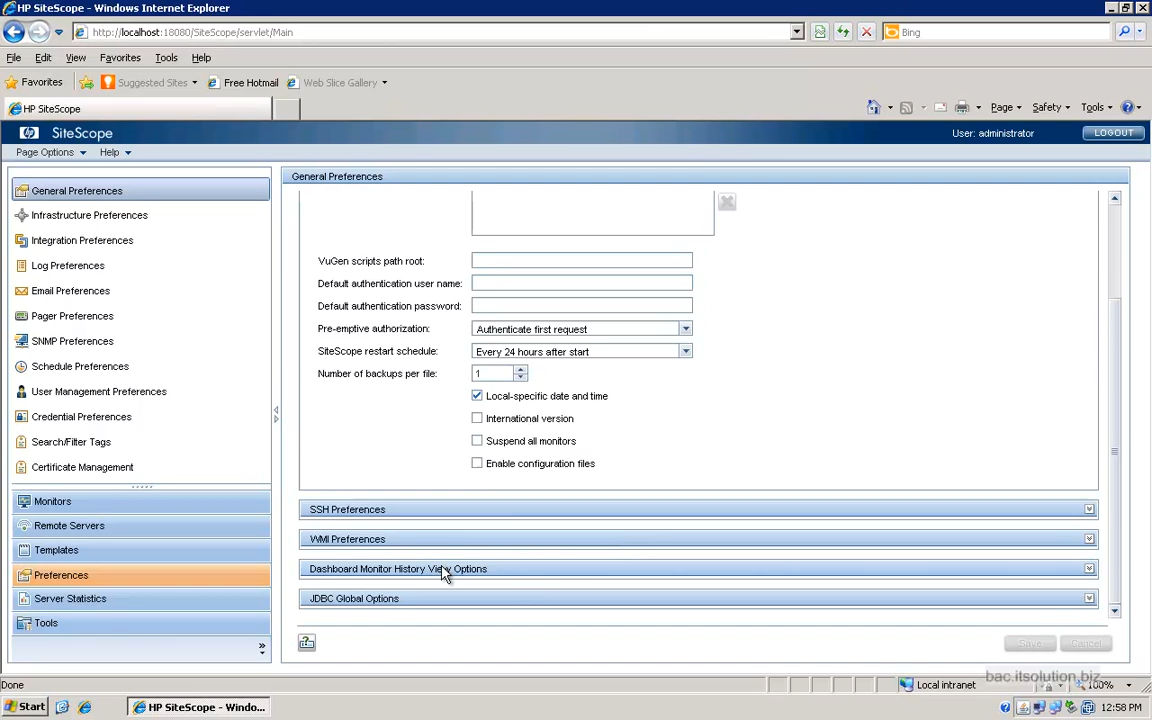 HP SiteScope - Windows Internet Explorer
http://localhost:18080/SiteScope/servlet/Main
Bing
File Edit View Favorites Tools Help
Favorites Suggested Sites Free Hotmail Web Slice Gallery
HP SiteScope
Page Safety Tools
SiteScope
User: administrator
LOGOUT
Page Options Help
General Preferences
Infrastructure Preferences
Integration Preferences
Log Preferences
Email Preferences
Pager Preferences
SNMP Preferences
Schedule Preferences
User Management Preferences
Credential Preferences
Search/Filter Tags
Certificate Management
Monitors
Remote Servers
Templates
Preferences
Server Statistics
Tools
General Preferences
VuGen scripts path root:
Default authentication user name:
Default authentication password:
Pre-emptive authorization: Authenticate first request
SiteScope restart schedule: Every 24 hours after start
Number of backups per file: 1
Local-specific date and time
International version
Suspend all monitors
Enable configuration files
SSH Preferences
WMI Preferences
Dashboard Monitor History View Options
JDBC Global Options
Save Cancel
bac.itsolution.biz
Done
Local intranet
100%
Start
HP SiteScope - Windo...
12:58 PM